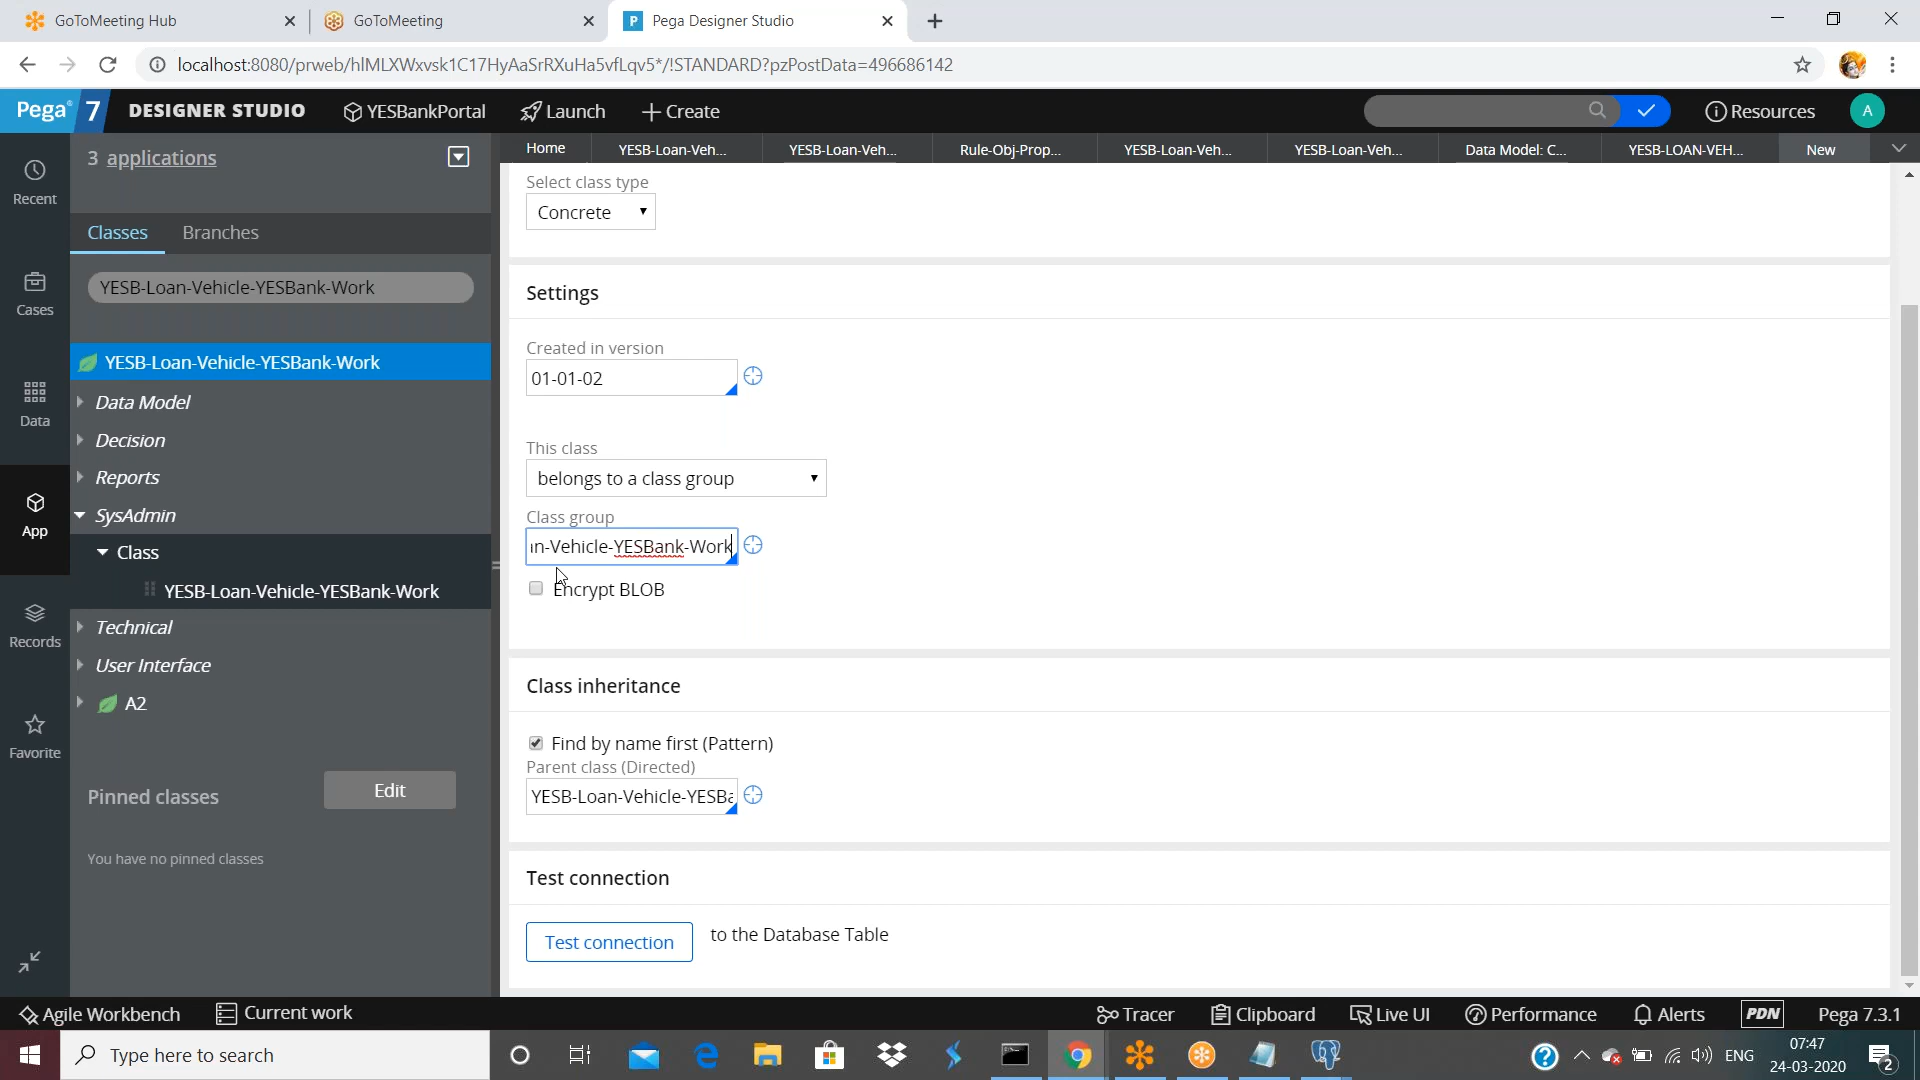 GoToMeeting Hub
GoToMeeting
Pega Designer Studio
localhost:8080/prweb/hlMLXWxvsk1C17HyAaSrRXuHa5vfLqv5*/!STANDARD?pzPostData=496686142
Pega 7 DESIGNER STUDIO YESBankPortal Launch Create Resources A
3 applications
Home YESB-Loan-Veh... YESB-Loan-Veh... Rule-Obj-Prop... YESB-Loan-Veh... YESB-Loan-Veh... Data Model: C... YESB-LOAN-VEH... New
Recent
Cases
Data
App
Records
Favorite
Classes Branches
YESB-Loan-Vehicle-YESBank-Work
YESB-Loan-Vehicle-YESBank-Work
Data Model
Decision
Reports
SysAdmin
Class
YESB-Loan-Vehicle-YESBank-Work
Technical
User Interface
A2
Pinned classes Edit
You have no pinned classes
Select class type
Concrete
Settings
Created in version
01-01-02
This class
belongs to a class group
Class group
in-Vehicle-YESBank-Work
Encrypt BLOB
Class inheritance
Find by name first (Pattern)
Parent class (Directed)
YESB-Loan-Vehicle-YESBa
Test connection
Test connection to the Database Table
Agile Workbench Current work Tracer Clipboard Live UI Performance Alerts PDN Pega 7.3.1
Type here to search
ENG
07:47
24-03-2020
2